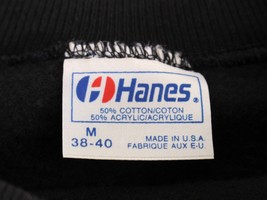 Hanes®
50% COTTON/COTON
50% ACRYLIC/ACRYLIQUE
M
38-40
MADE IN U.S.A.
FABRIQUE AUX E-U.